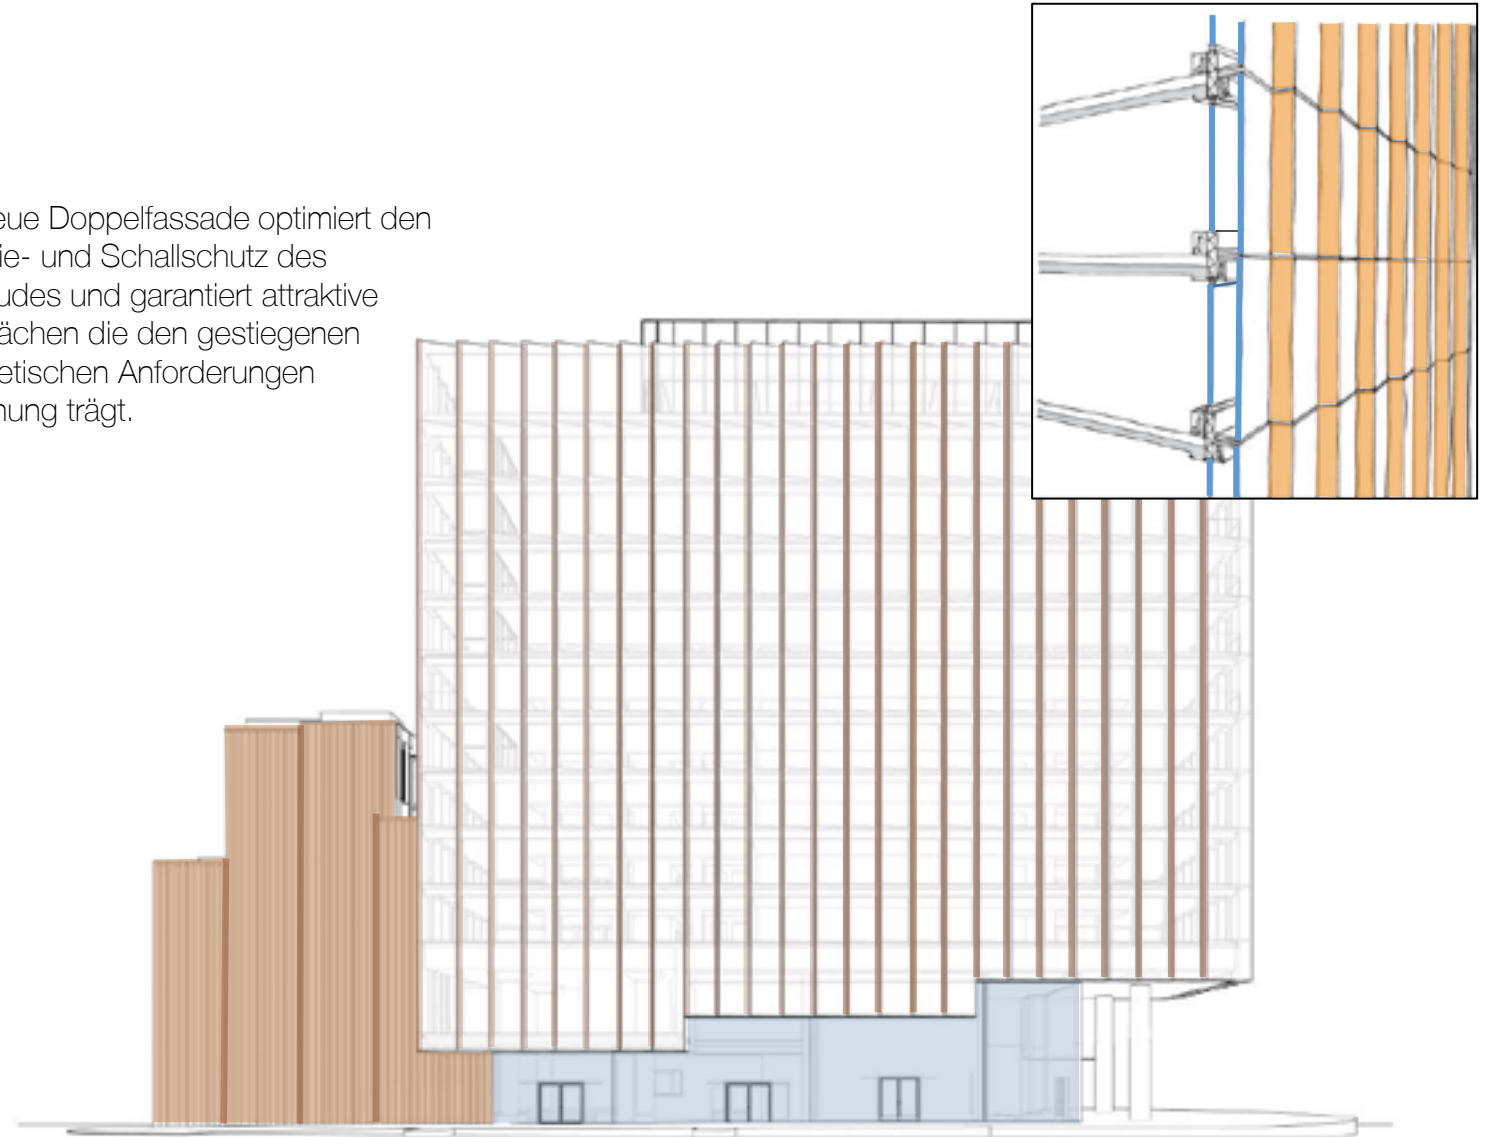 eue Doppelfassade optimiert den
ie- und Schallschutz des
udes und garantiert attraktive
ächen die den gestiegenen
etischen Anforderungen
nung trägt.